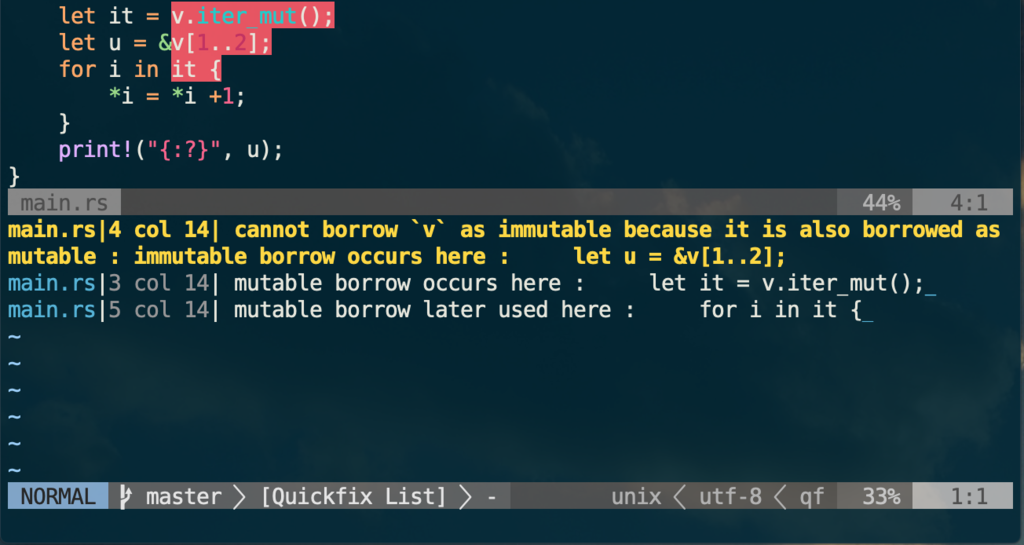 let it = v.iter_mut();
    let u = &v[1..2];
    for i in it {
        *i = *i +1;
    }
    print!("{:?}", u);
}
main.rs 44% 4:1
main.rs|4 col 14| cannot borrow `v` as immutable because it is also borrowed as
mutable : immutable borrow occurs here :     let u = &v[1..2];
main.rs|3 col 14| mutable borrow occurs here :     let it = v.iter_mut();_
main.rs|5 col 14| mutable borrow later used here :     for i in it {_
~
~
~
~
~
~
NORMAL master > [Quickfix List] > - unix < utf-8 < qf 33% 1:1